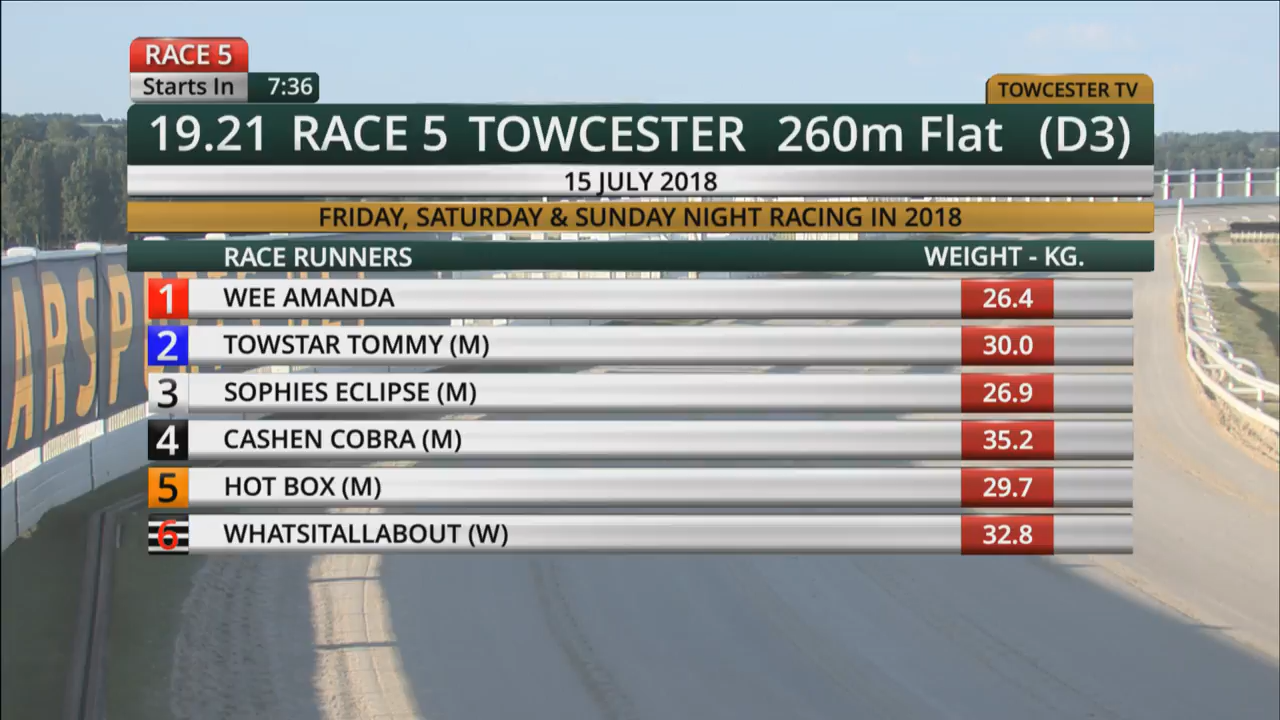 RACE 5
Starts In 7:36
TOWCESTER TV
19.21 RACE 5 TOWCESTER 260m Flat (D3)
15 JULY 2018
FRIDAY, SATURDAY & SUNDAY NIGHT RACING IN 2018
RACE RUNNERS WEIGHT - KG.
1 WEE AMANDA 26.4
2 TOWSTAR TOMMY (M) 30.0
3 SOPHIES ECLIPSE (M) 26.9
4 CASHEN COBRA (M) 35.2
5 HOT BOX (M) 29.7
6 WHATSITALLABOUT (W) 32.8